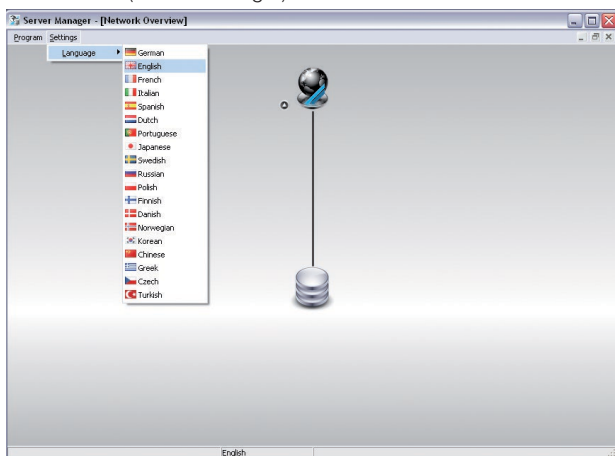 Server Manager - [Network Overview]
Program Settings
Language
German
English
French
Italian
Spanish
Dutch
Portuguese
Japanese
Swedish
Russian
Polish
Finnish
Danish
Norwegian
Korean
Chinese
Greek
Czech
Turkish
English